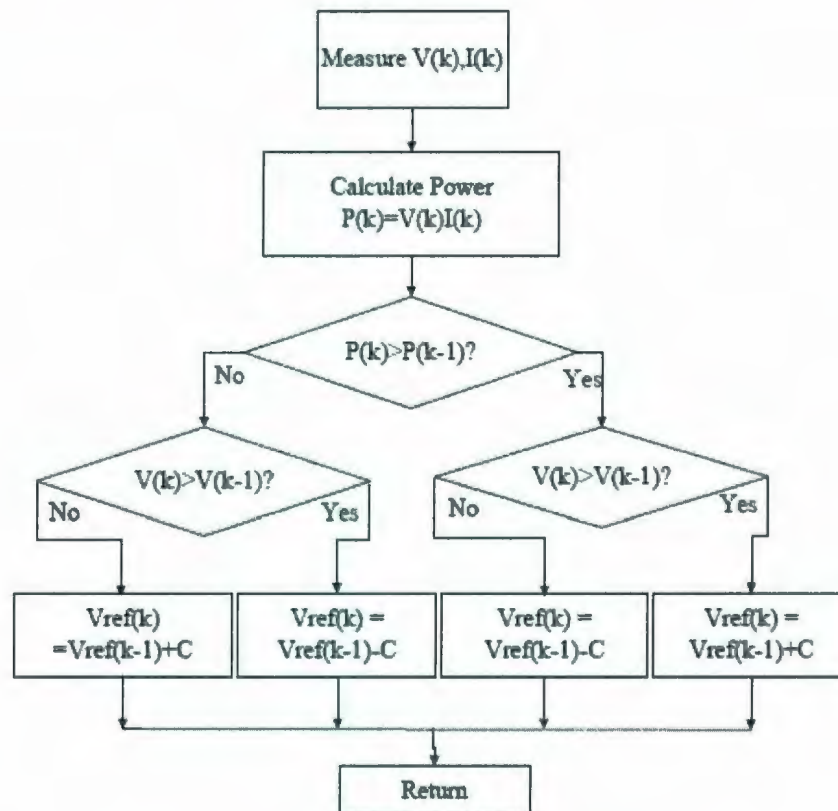 Measure V(k),I(k)
Calculate Power
P(k)=V(k)I(k)
P(k)>P(k-1)?
No
Yes
V(k)>V(k-1)?
V(k)>V(k-1)?
No
Yes
No
Yes
Vref(k)
=Vref(k-1)+C
Vref(k) =
Vref(k-1)-C
Vref(k) =
Vref(k-1)-C
Vref(k) =
Vref(k-1)+C
Return